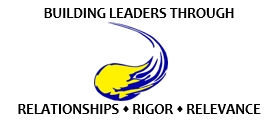 BUILDING LEADERS THROUGH
RELATIONSHIPS ♦ RIGOR ♦ RELEVANCE